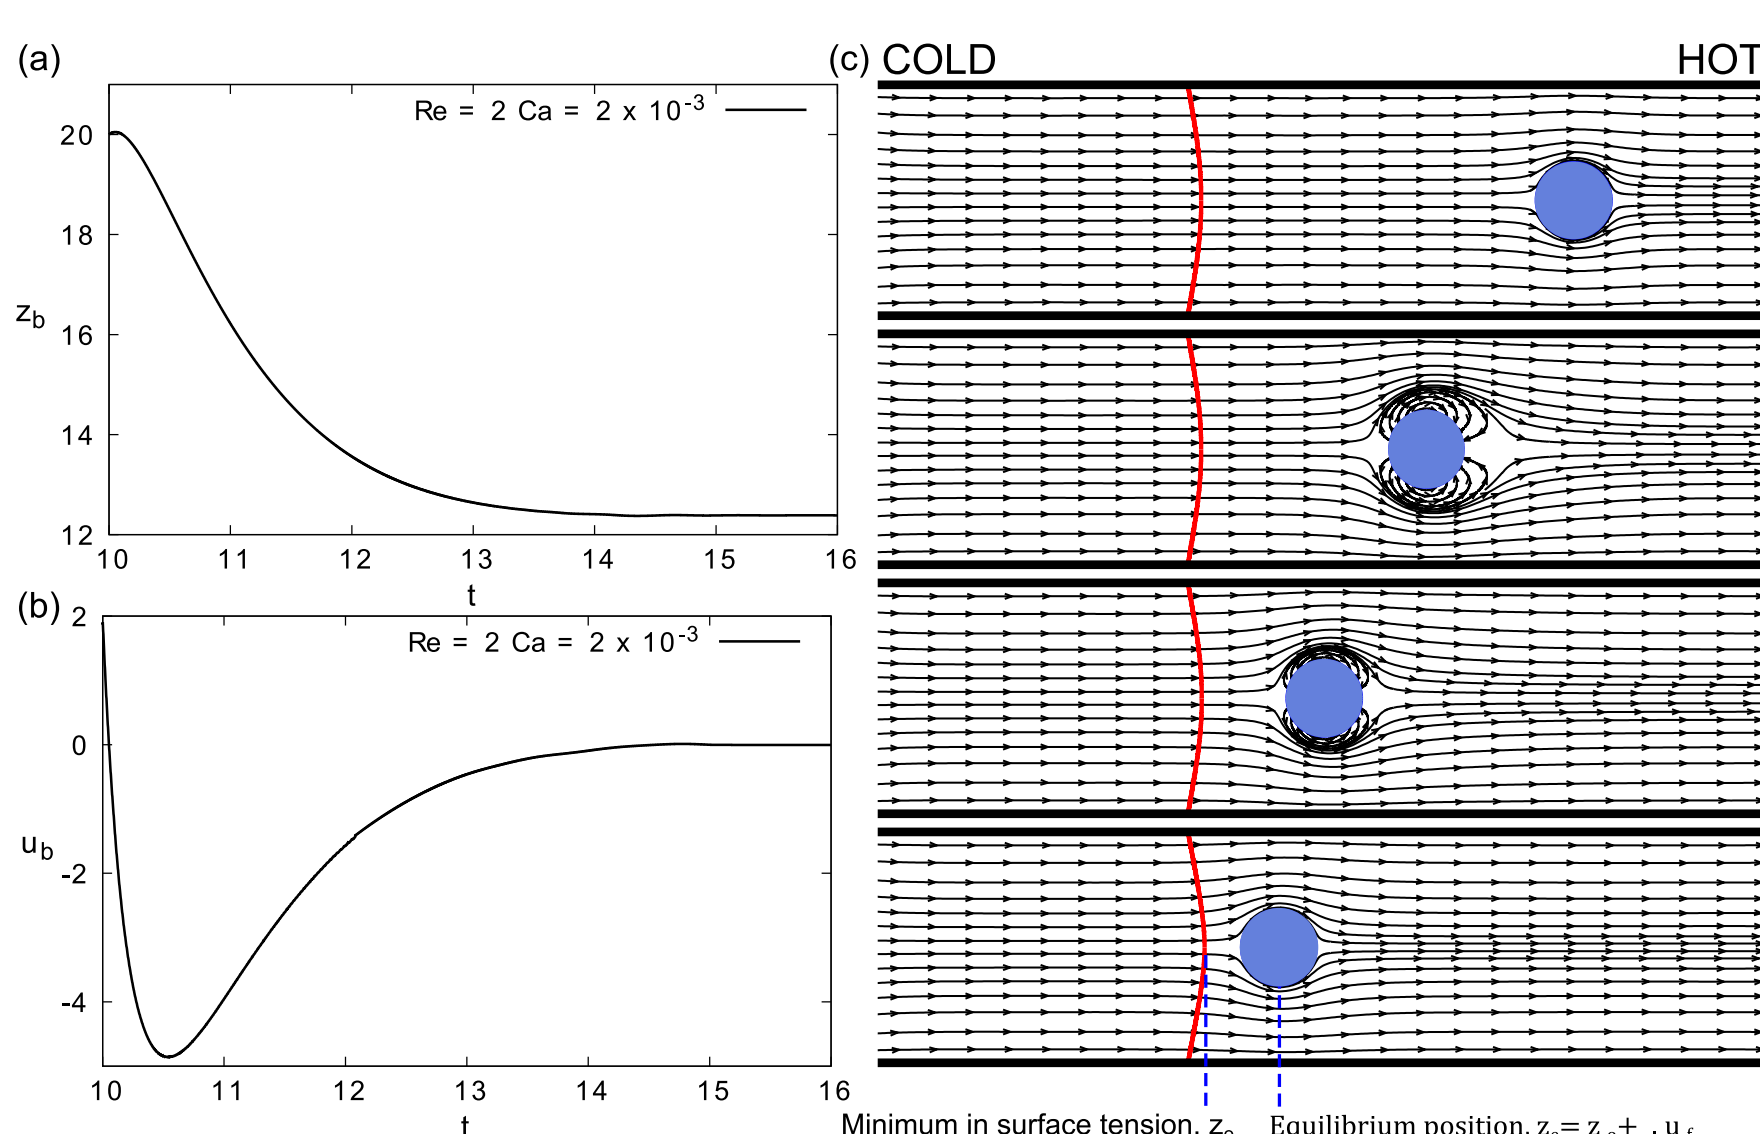 (a)
Re = 2 Ca = 2 x 10-3
20
18
16
14
12
zb
10 11 12 13 14 15 16
t
(b)
Re = 2 Ca = 2 x 10-3
2
0
-2
-4
ub
10 11 12 13 14 15 16
t
(c) COLD HOT
Minimum in surface tension, Equilibrium position,